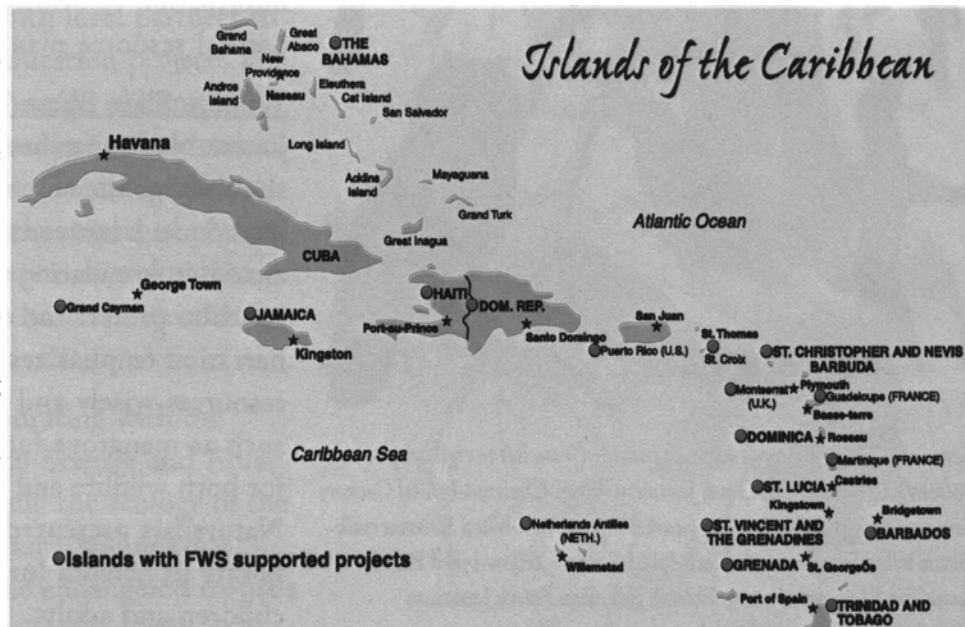 Islands of the Caribbean
Grand
Bahama
Great
Abaco
THE
BAHAMAS
New
Providence
Andros
Island
Nassau
Eleuthera
Cat Island
San Salvador
Long Island
Acklins
Island
Mayaguana
Grand Turk
Great Inagua
Havana
CUBA
Atlantic Ocean
George Town
Grand Cayman
JAMAICA
Kingston
HAITI
DOM. REP.
Port-au-Prince
Santo Domingo
San Juan
Puerto Rico (U.S.)
St. Thomas
St. Croix
ST. CHRISTOPHER AND NEVIS
BARBUDA
Montserrat
(U.K.)
Plymouth
Guadeloupe (FRANCE)
Basse-terre
DOMINICA
Roseau
Caribbean Sea
Martinique (FRANCE)
Castries
ST. LUCIA
Kingstown
Bridgetown
BARBADOS
Netherlands Antilles
(NETH.)
Willemsted
ST. VINCENT AND
THE GRENADINES
GRENADA
St. GeorgeÕs
Port of Spain
TRINIDAD AND
TOBAGO
Islands with FWS supported projects